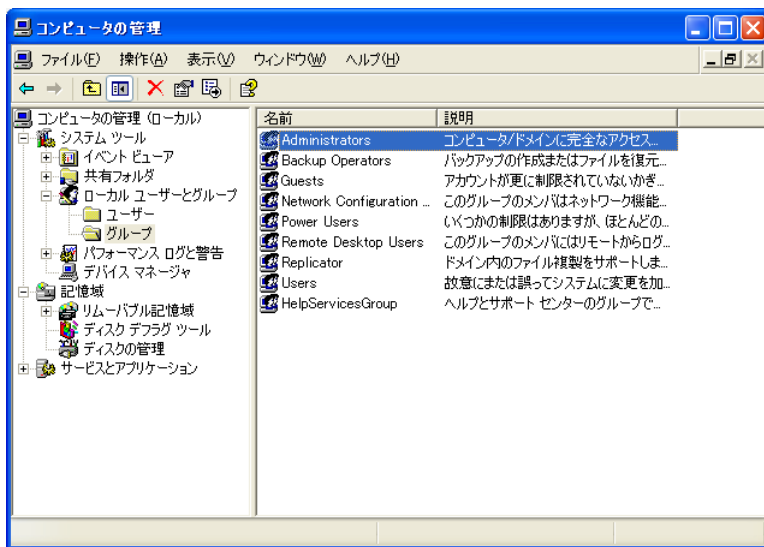 コンピュータの管理
ファイル(F) 操作(A) 表示(V) ウィンドウ(W) ヘルプ(H)
コンピュータの管理 (ローカル)
システム ツール
イベント ビューア
共有フォルダ
ローカル ユーザーとグループ
ユーザー
グループ
パフォーマンス ログと警告
デバイス マネージャ
記憶域
リムーバブル記憶域
ディスク デフラグ ツール
ディスクの管理
サービスとアプリケーション
名前 説明
Administrators コンピュータ/ドメインに完全なアクセス...
Backup Operators バックアップの作成またはファイルを復元...
Guests アカウントが更に制限されていないかぎ...
Network Configuration ... このグループのメンバはネットワーク機能...
Power Users いくつかの制限はありますが、ほとんどの...
Remote Desktop Users このグループのメンバにはリモートからログ...
Replicator ドメイン内のファイル複製をサポートしま...
Users 故意にまたは誤ってシステムに変更を加...
HelpServicesGroup ヘルプとサポート センターのグループで...